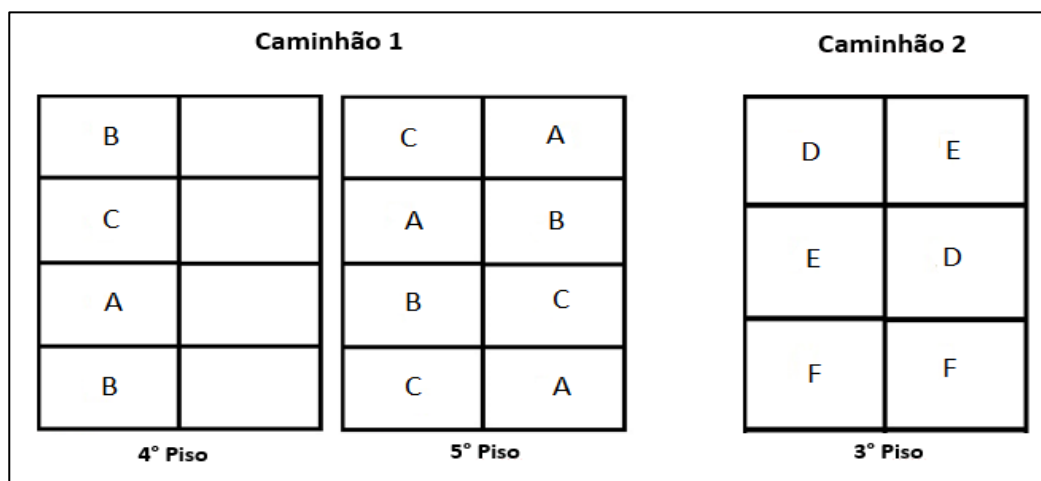 Caminhão 1 Caminhão 2
B C A D E
C A B
A B C E D
B C A F F
4° Piso 5° Piso 3° Piso